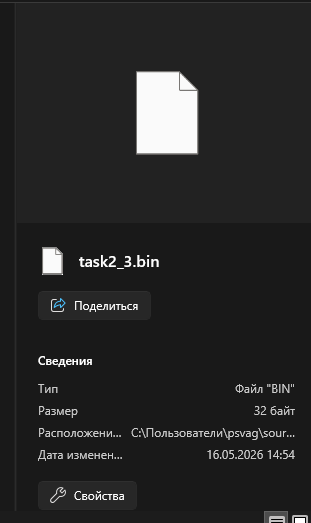 task2_3.bin
Поделиться
Сведения
Тип Файл "BIN"
Размер 32 байт
Расположени... C:\Пользователи\psvag\sour...
Дата изменен... 16.05.2026 14:54
Свойства